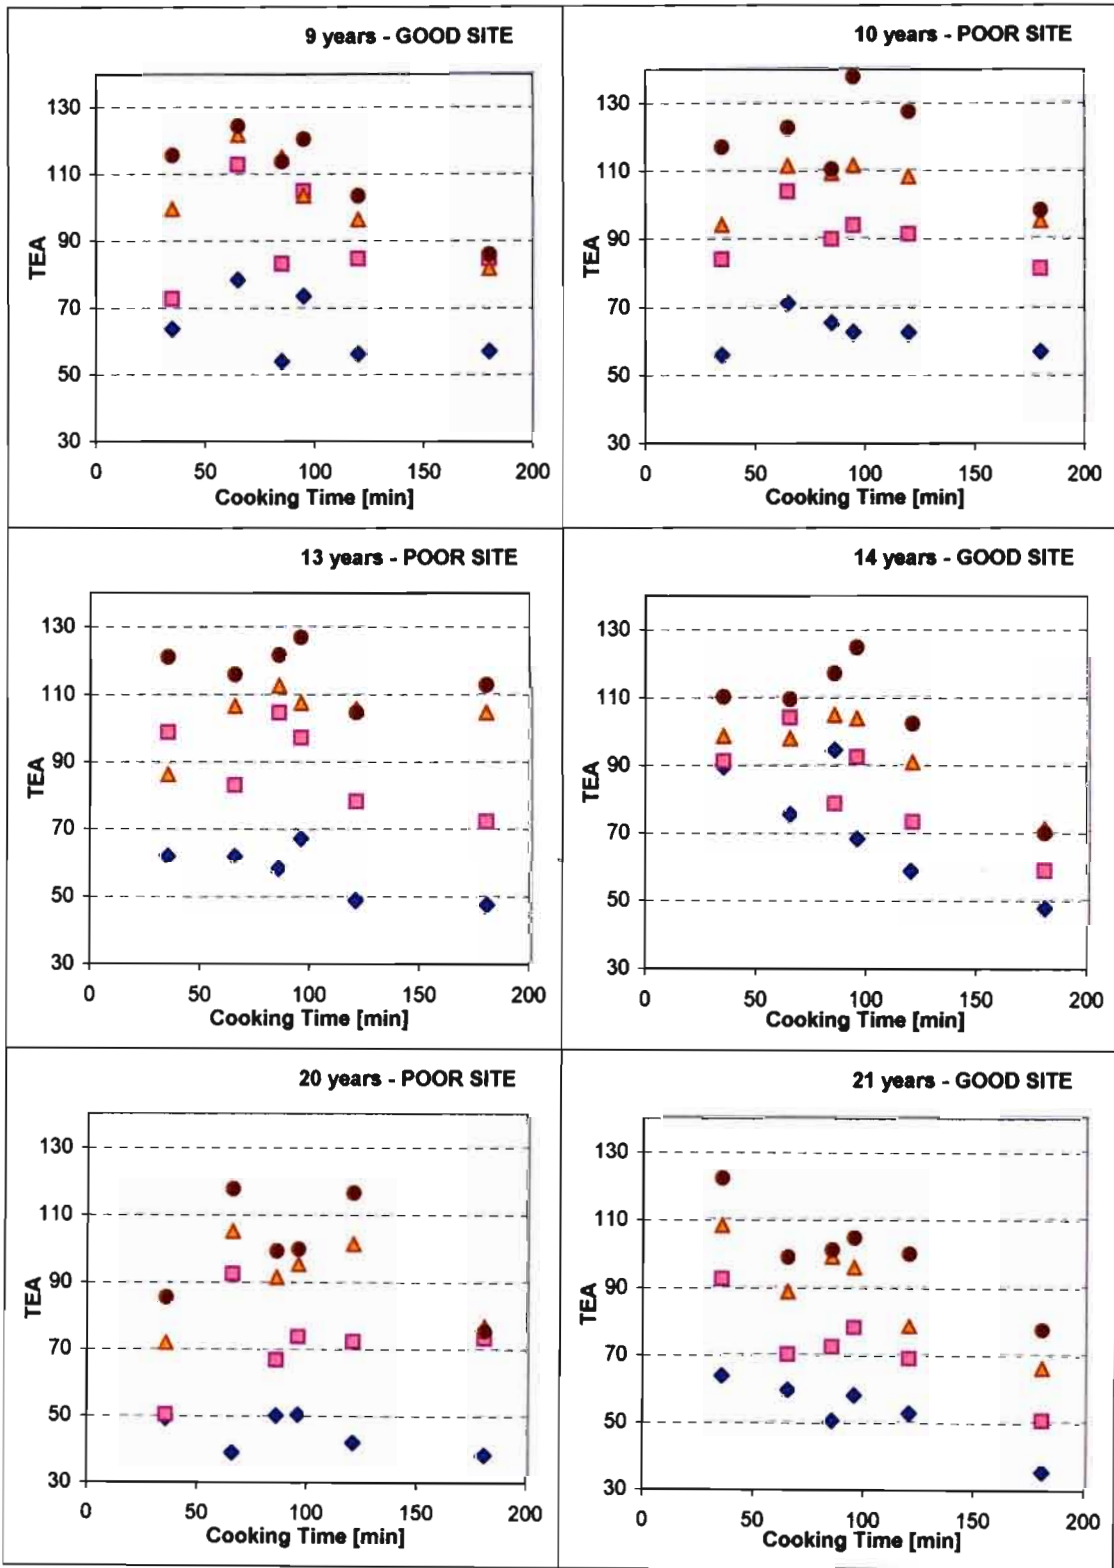 9 years - GOOD SITE
130
110
90
70
50
30
TEA
0 50 100 150 200
Cooking Time [min]
10 years - POOR SITE
130
110
90
70
50
30
TEA
0 50 100 150 200
Cooking Time [min]
13 years - POOR SITE
130
110
90
70
50
30
TEA
0 50 100 150 200
Cooking Time [min]
14 years - GOOD SITE
130
110
90
70
50
30
TEA
0 50 100 150 200
Cooking Time [min]
20 years - POOR SITE
130
110
90
70
50
30
TEA
0 50 100 150 200
Cooking Time [min]
21 years - GOOD SITE
130
110
90
70
50
30
TEA
0 50 100 150 200
Cooking Time [min]